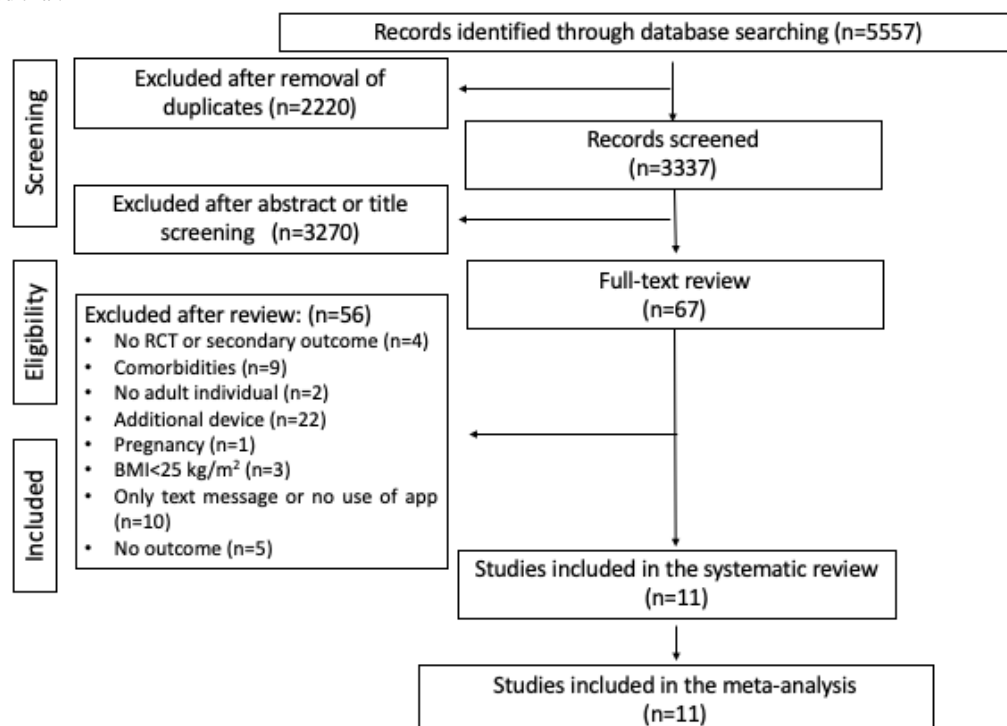 Records identified through database searching (n=5557)
Screening
Excluded after removal of
duplicates (n=2220)
Records screened
(n=3337)
Excluded after abstract or title
screening (n=3270)
Eligibility
Full-text review
(n=67)
Excluded after review: (n=56)
• No RCT or secondary outcome (n=4)
• Comorbidities (n=9)
• No adult individual (n=2)
• Additional device (n=22)
• Pregnancy (n=1)
• BMI<25 kg/m² (n=3)
• Only text message or no use of app
(n=10)
• No outcome (n=5)
Included
Studies included in the systematic review
(n=11)
Studies included in the meta-analysis
(n=11)